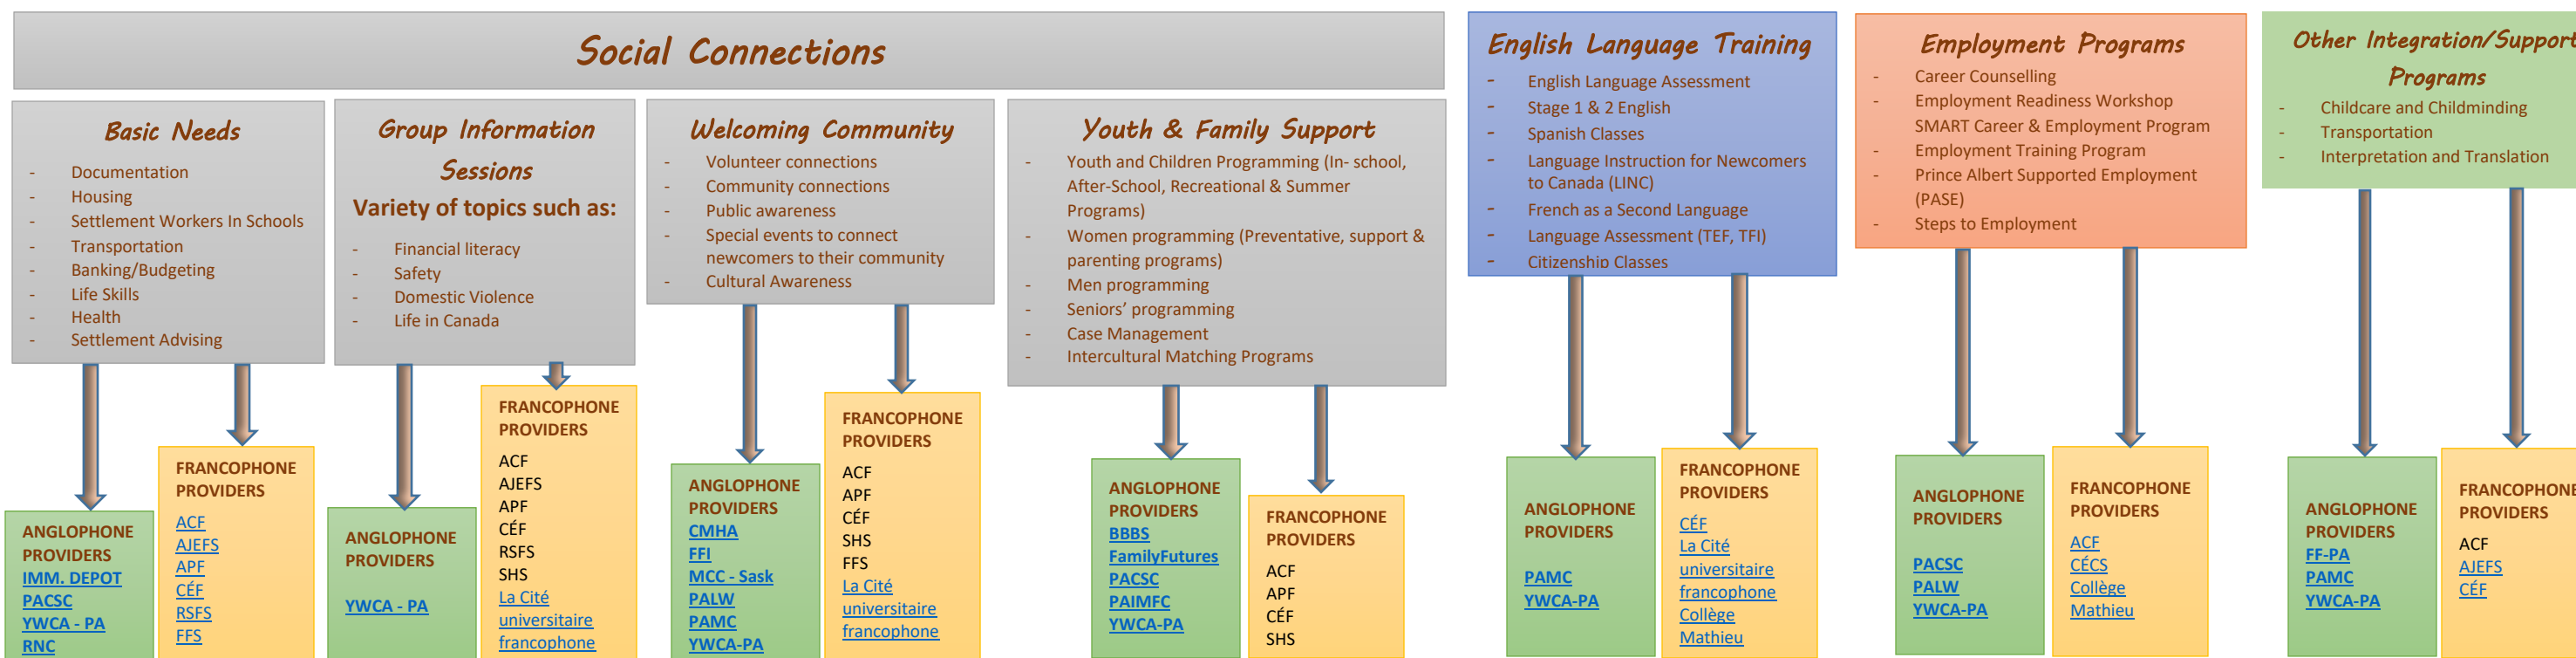 Social Connections
Basic Needs
- Documentation
- Housing
- Settlement Workers In Schools
- Transportation
- Banking/Budgeting
- Life Skills
- Health
- Settlement Advising
ANGLOPHONE
PROVIDERS
IMM. DEPOT
PACSC
YWCA - PA
RNC
FRANCOPHONE
PROVIDERS
ACF
AJEFS
APF
CÉF
RSFS
FFS
Group Information
Sessions
Variety of topics such as:
- Financial literacy
- Safety
- Domestic Violence
- Life in Canada
ANGLOPHONE
PROVIDERS
YWCA - PA
FRANCOPHONE
PROVIDERS
ACF
AJEFS
APF
CÉF
RSFS
SHS
La Cité
universitaire
francophone
Welcoming Community
- Volunteer connections
- Community connections
- Public awareness
- Special events to connect
newcomers to their community
- Cultural Awareness
ANGLOPHONE
PROVIDERS
CMHA
FFI
MCC - Sask
PALW
PAMC
YWCA-PA
FRANCOPHONE
PROVIDERS
ACF
APF
CÉF
SHS
FFS
La Cité
universitaire
francophone
Youth & Family Support
- Youth and Children Programming (In- school,
After-School, Recreational & Summer
Programs)
- Women programming (Preventative, support &
parenting programs)
- Men programming
- Seniors’ programming
- Case Management
- Intercultural Matching Programs
ANGLOPHONE
PROVIDERS
BBBS
FamilyFutures
PACSC
PAIMFC
YWCA-PA
FRANCOPHONE
PROVIDERS
ACF
APF
CÉF
SHS
English Language Training
- English Language Assessment
- Stage 1 & 2 English
- Spanish Classes
- Language Instruction for Newcomers
to Canada (LINC)
- French as a Second Language
- Language Assessment (TEF, TFI)
- Citizenship Classes
ANGLOPHONE
PROVIDERS
PAMC
YWCA-PA
FRANCOPHONE
PROVIDERS
CÉF
La Cité
universitaire
francophone
Collège
Mathieu
Employment Programs
- Career Counselling
- Employment Readiness Workshop
SMART Career & Employment Program
- Employment Training Program
- Prince Albert Supported Employment
(PASE)
- Steps to Employment
ANGLOPHONE
PROVIDERS
PACSC
PALW
YWCA-PA
FRANCOPHONE
PROVIDERS
ACF
CÉCS
Collège
Mathieu
Other Integration/Support
Programs
- Childcare and Childminding
- Transportation
- Interpretation and Translation
ANGLOPHONE
PROVIDERS
FF-PA
PAMC
YWCA-PA
FRANCOPHONE
PROVIDERS
ACF
AJEFS
CÉF